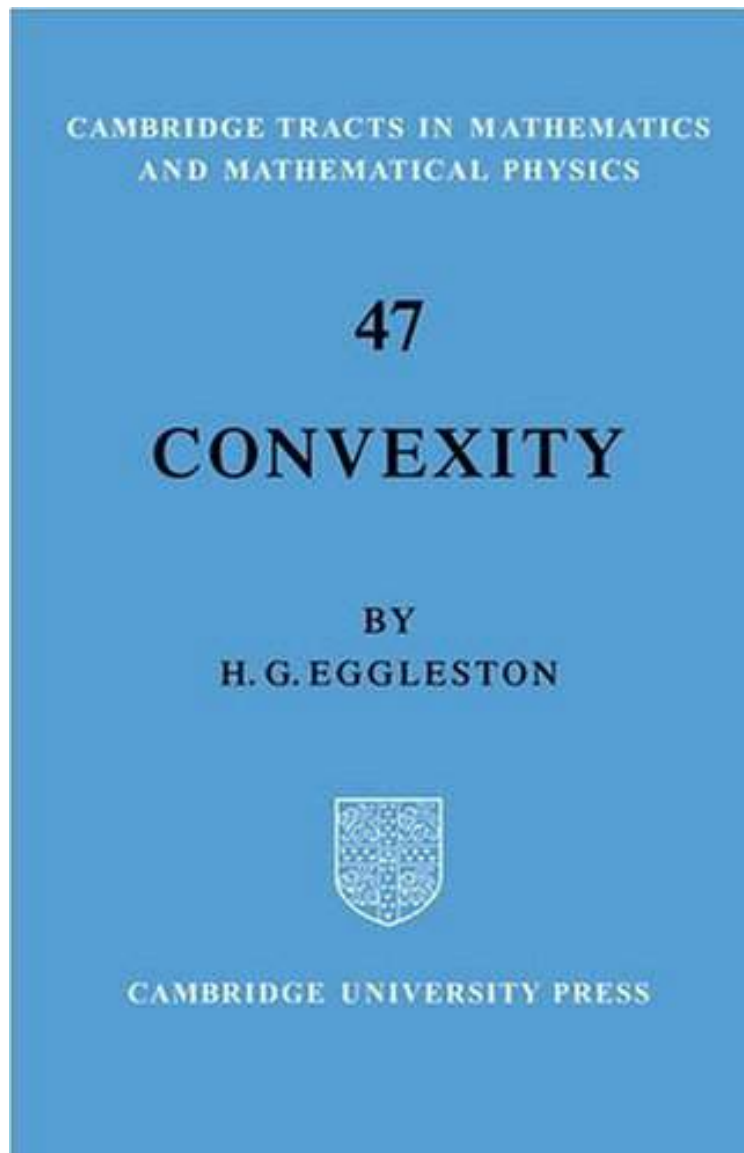 CAMBRIDGE TRACTS IN MATHEMATICS
AND MATHEMATICAL PHYSICS
47
CONVEXITY
BY
H. G. EGGLESTON
CAMBRIDGE UNIVERSITY PRESS